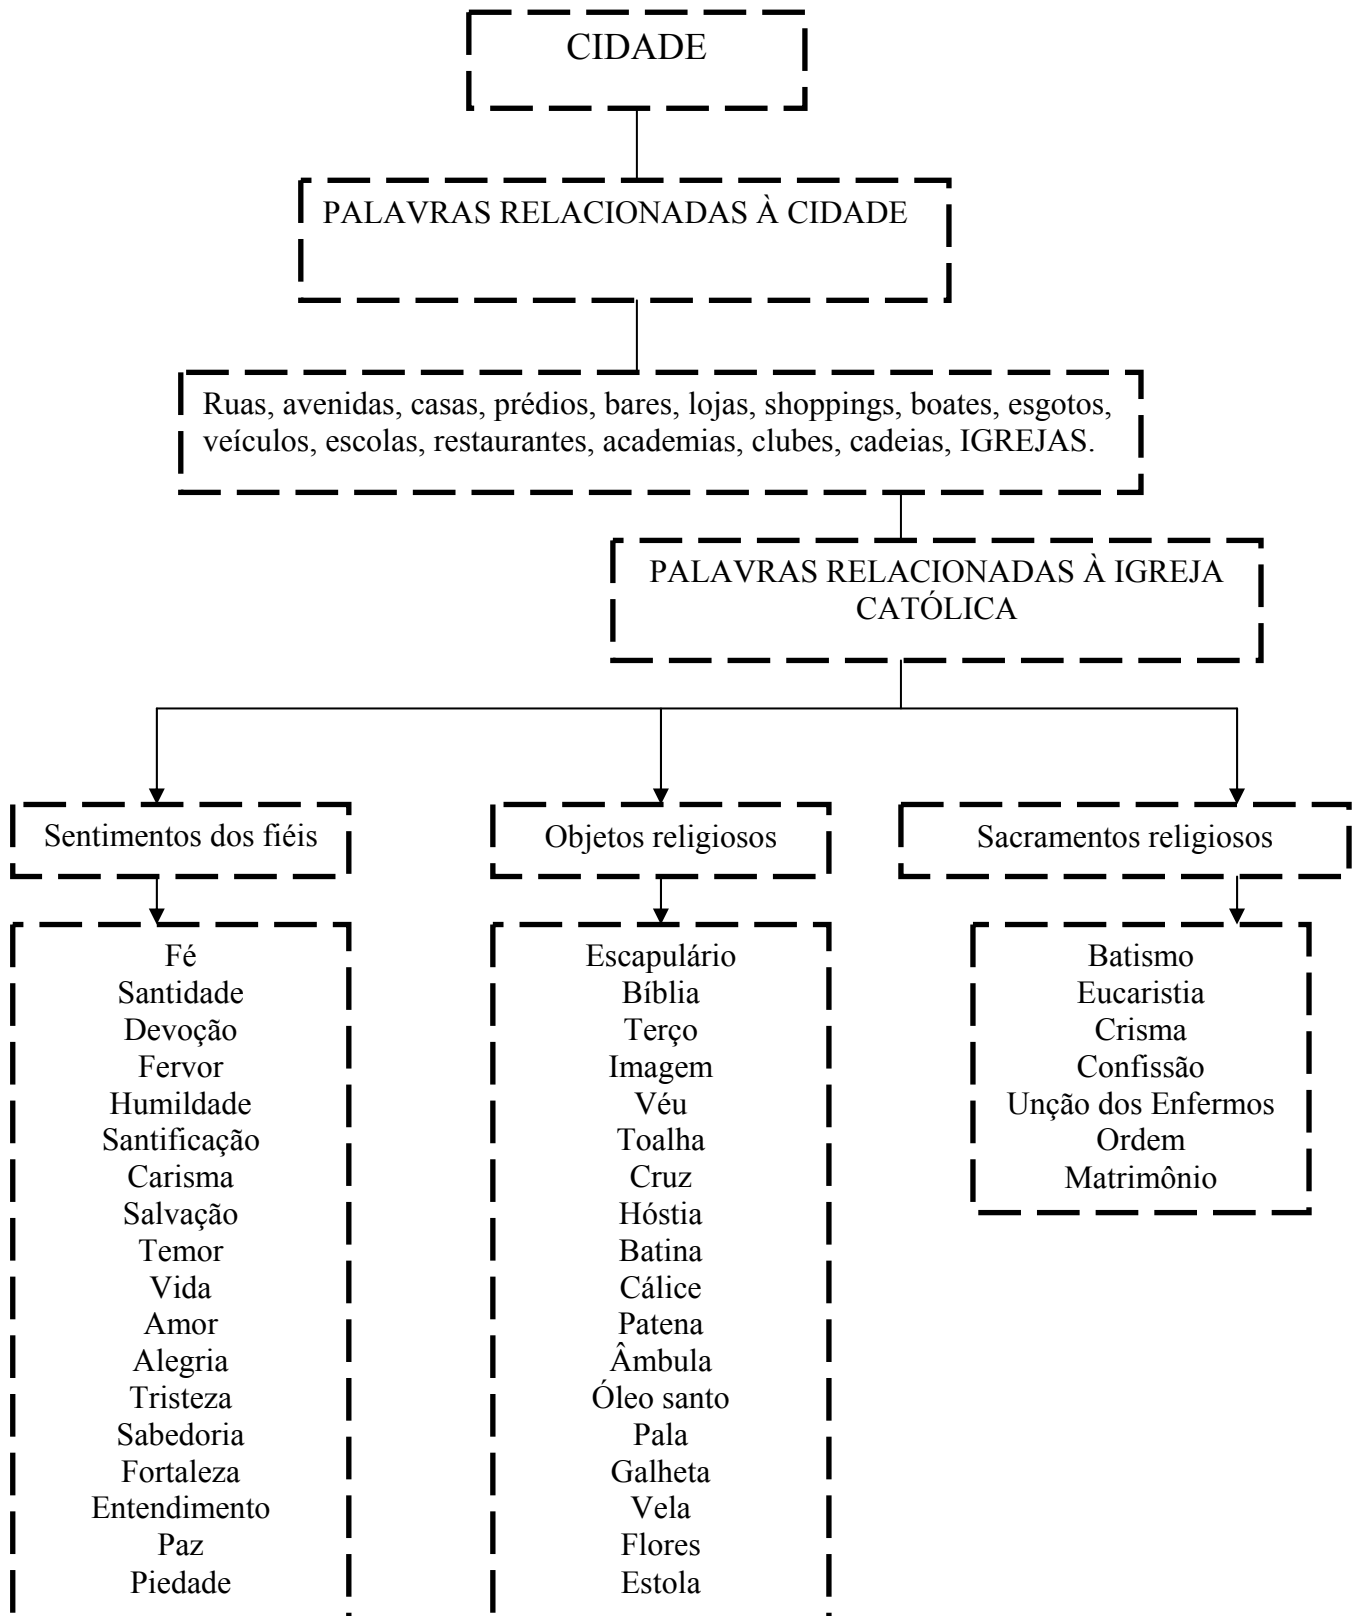 CIDADE
PALAVRAS RELACIONADAS À CIDADE
Ruas, avenidas, casas, prédios, bares, lojas, shoppings, boates, esgotos,
veículos, escolas, restaurantes, academias, clubes, cadeias, IGREJAS.
PALAVRAS RELACIONADAS À IGREJA
CATÓLICA
Sentimentos dos fiéis
Objetos religiosos
Sacramentos religiosos
Fé
Santidade
Devoção
Fervor
Humildade
Santificação
Carisma
Salvação
Temor
Vida
Amor
Alegria
Tristeza
Sabedoria
Fortaleza
Entendimento
Paz
Piedade
Escapulário
Bíblia
Terço
Imagem
Véu
Toalha
Cruz
Hóstia
Batina
Cálice
Patena
Âmbula
Óleo santo
Pala
Galheta
Vela
Flores
Estola
Batismo
Eucaristia
Crisma
Confissão
Unção dos Enfermos
Ordem
Matrimônio